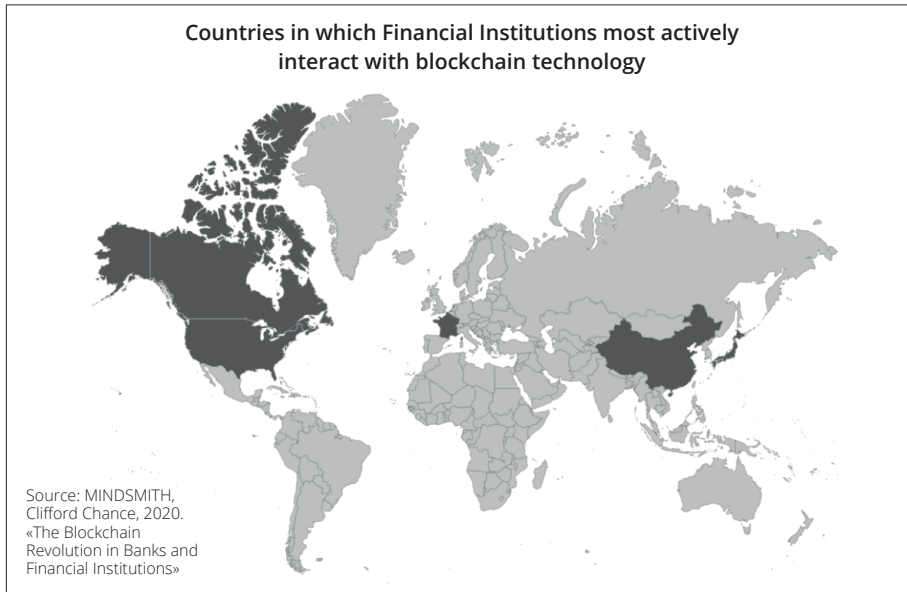 Countries in which Financial Institutions most actively
interact with blockchain technology
Source: MINDSMITH,
Clifford Chance, 2020.
«The Blockchain
Revolution in Banks and
Financial Institutions»